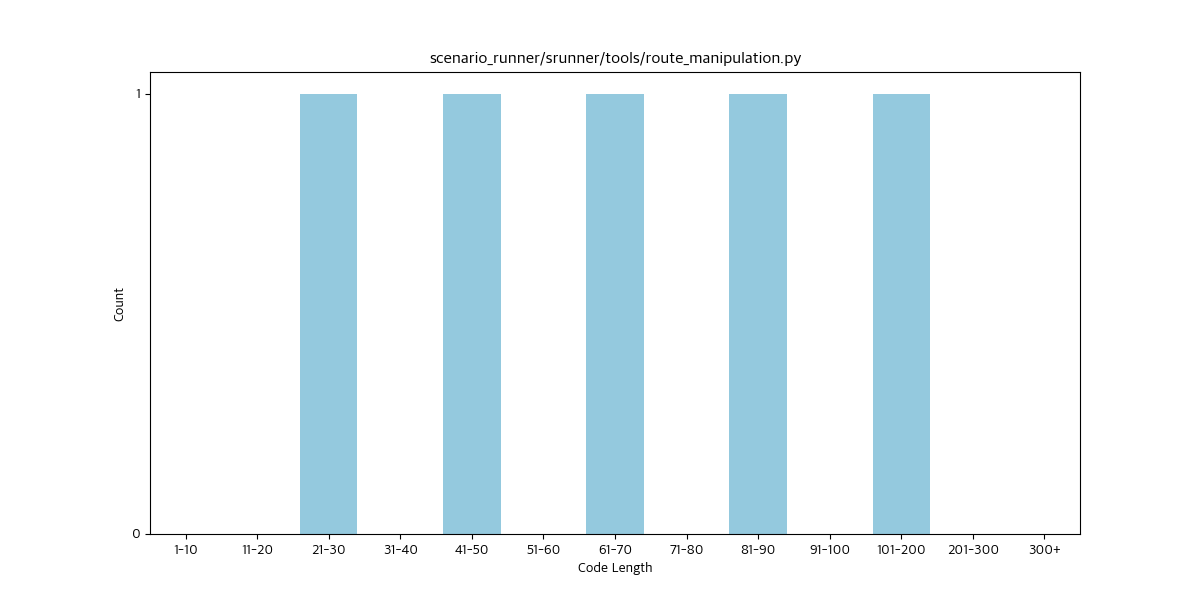 scenario_runner/srunner/tools/route_manipulation.py
1
Count
0
1-10 11-20 21-30 31-40 41-50 51-60 61-70 71-80 81-90 91-100 101-200 201-300 300+
Code Length